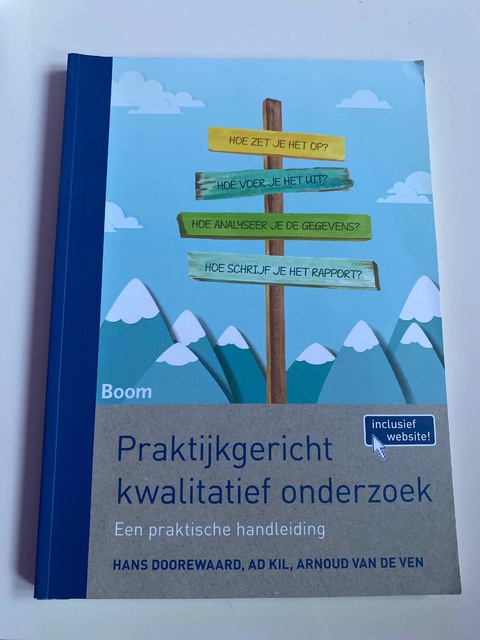 HOE ZET JE HET OP?
HOE VOER JE HET UIT?
HOE ANALYSEER JE DE GEGEVENS?
HOE SCHRIJF JE HET RAPPORT?
Boom
inclusief
website!
Praktijkgericht
kwalitatief onderzoek
Een praktische handleiding
HANS DOOREWAARD, AD KIL, ARNOUD VAN DE VEN